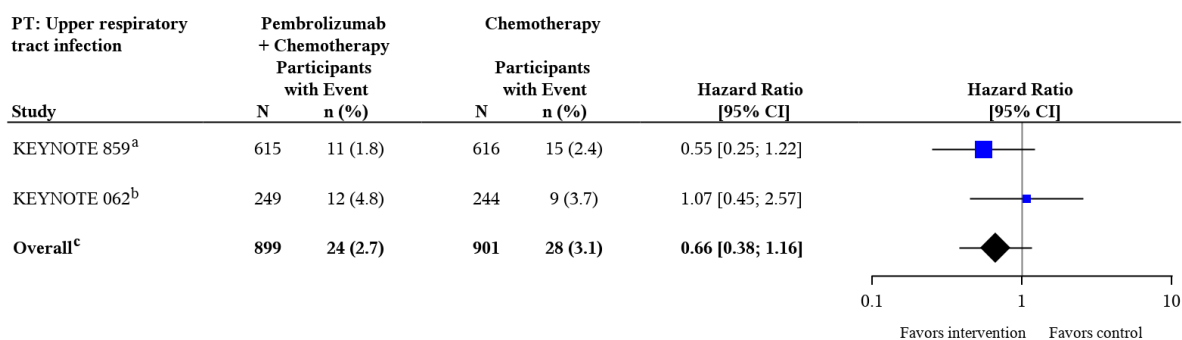 PT: Upper respiratory Pembrolizumab Chemotherapy
tract infection + Chemotherapy
Participants Participants
with Event with Event Hazard Ratio Hazard Ratio
Study N n (%) N n (%) [95% CI] [95% CI]
KEYNOTE 859a 615 11 (1.8) 616 15 (2.4) 0.55 [0.25; 1.22]
KEYNOTE 062b 249 12 (4.8) 244 9 (3.7) 1.07 [0.45; 2.57]
Overallc 899 24 (2.7) 901 28 (3.1) 0.66 [0.38; 1.16]
0.1 1 10
Favors intervention Favors control